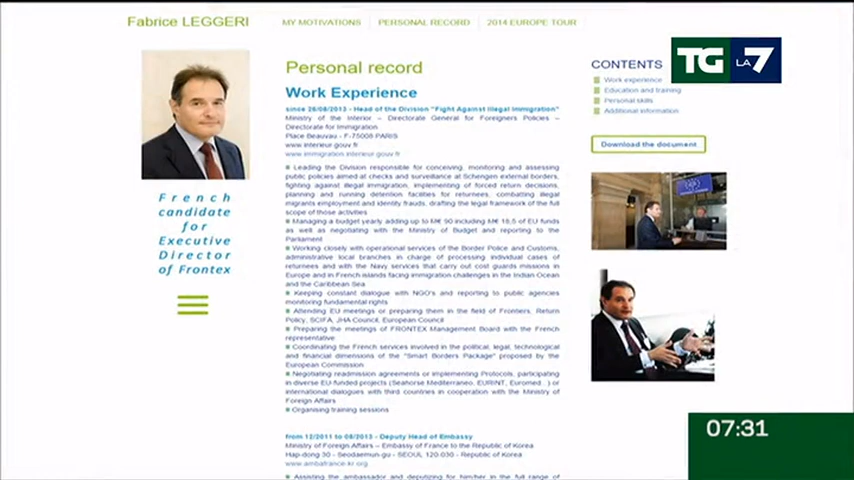 Fabrice LEGGERI
MY MOTIVATIONS
PERSONAL RECORD
2014 EUROPE TOUR
TG LA 7
French
candidate
for
Executive
Director
of Frontex
Personal record
Work Experience
since 26/08/2013 - Head of the Division "Fight Against Illegal Immigration"
Ministry of the Interior – Directorate General for Foreigners Policies –
Directorate for Immigration
Place Beauvau - F-75008 PARIS
www.interieur.gouv.fr
www.immigration.interieur.gouv.fr
Leading the Division responsible for conceiving, monitoring and assessing
public policies aimed at checks and surveillance at Schengen external borders,
fighting against illegal immigration, implementing of forced return decisions,
planning and running detention facilities for returnees, combatting illegal
migrants employment and identity frauds, drafting the legal framework of the full
scope of those activities
Managing a budget yearly adding up to M€ 90 including M€ 18,5 of EU funds
as well as negotiating with the Ministry of Budget and reporting to the
Parliament
Working closely with operational services of the Border Police and Customs,
administrative local branches in charge of processing individual cases of
returnees and with the Navy services that carry out cost guards missions in
Europe and in French islands facing immigration challenges in the Indian Ocean
and the Caribbean Sea
Keeping constant dialogue with NGO's and reporting to public agencies
monitoring fundamental rights
Attending EU meetings or preparing them in the field of Frontiers, Return
Policy, SCIFA, JHA Council, European Council
Preparing the meetings of FRONTEX Management Board with the French
representative
Coordinating the French services involved in the political, legal, technological
and financial dimensions of the "Smart Borders Package" proposed by the
European Commission
Negotiating readmission agreements or implementing Protocols, participating
in diverse EU-funded projects (Seahorse Mediterraneo, EURINT, Euromed...) or
international dialogues with third countries in cooperation with the Ministry of
Foreign Affairs
Organising training sessions
from 12/2011 to 08/2013 - Deputy Head of Embassy
Ministry of Foreign Affairs – Embassy of France to the Republic of Korea
Hap-dong 30 - Seodaemun-gu - SEOUL 120-030 - Republic of Korea
www.ambafrance-kr.org
Assisting the ambassador and deputizing for him/her in the full range of
CONTENTS
Work experience
Education and training
Personal skills
Additional information
Download the document
07:31